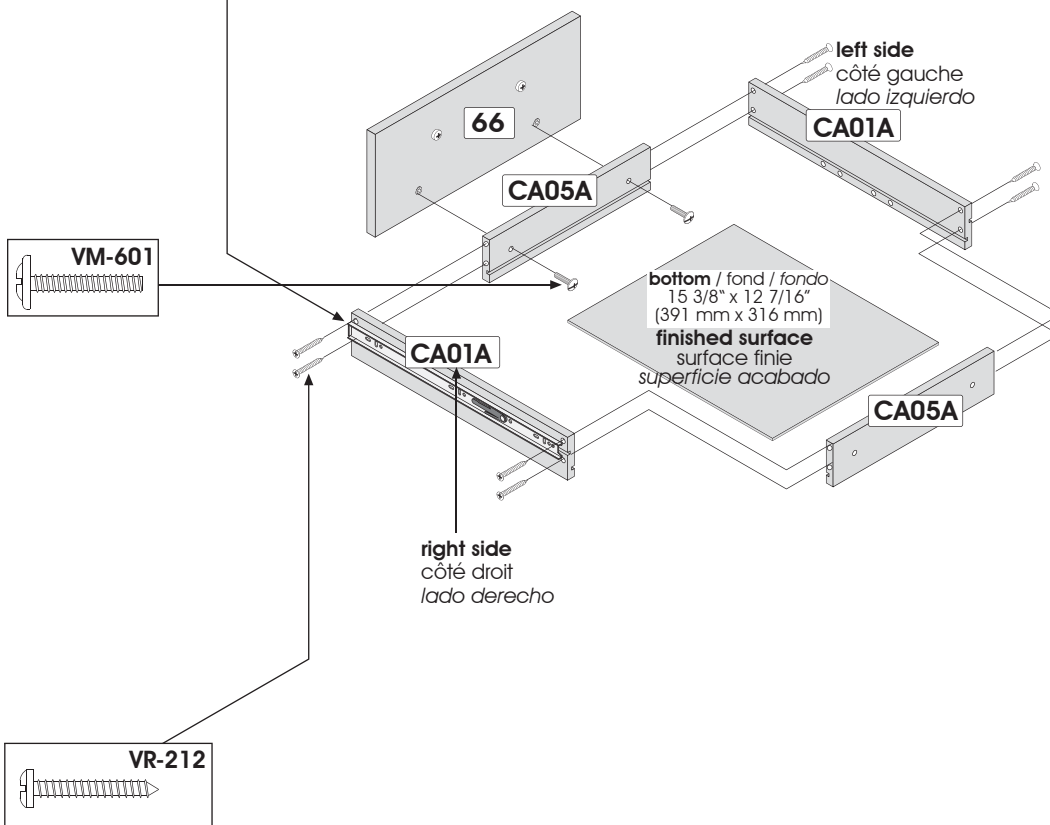 left side
côté gauche
lado izquierdo
CA01A
66
CA05A
VM-601
bottom / fond / fondo
15 3/8" x 12 7/16"
(391 mm x 316 mm)
finished surface
surface finie
superficie acabado
CA01A
CA05A
right side
côté droit
lado derecho
VR-212